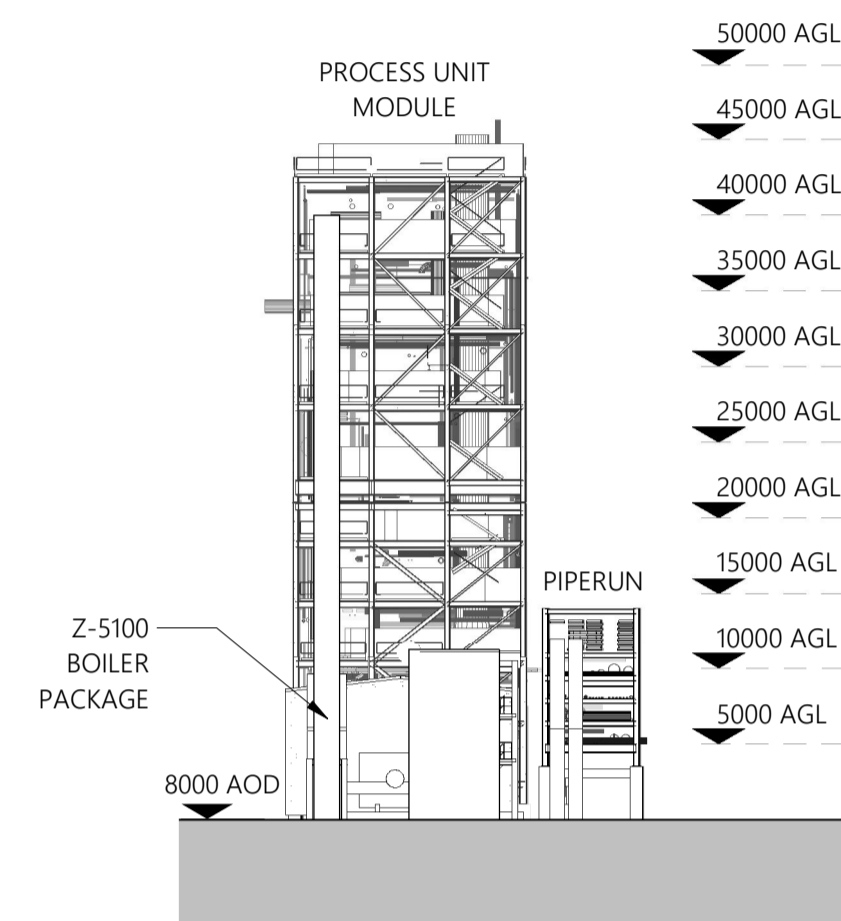 50000 AGL
PROCESS UNIT
MODULE
45000 AGL
40000 AGL
35000 AGL
30000 AGL
25000 AGL
20000 AGL
15000 AGL
PIPERUN
Z-5100
BOILER
PACKAGE
10000 AGL
5000 AGL
8000 AOD